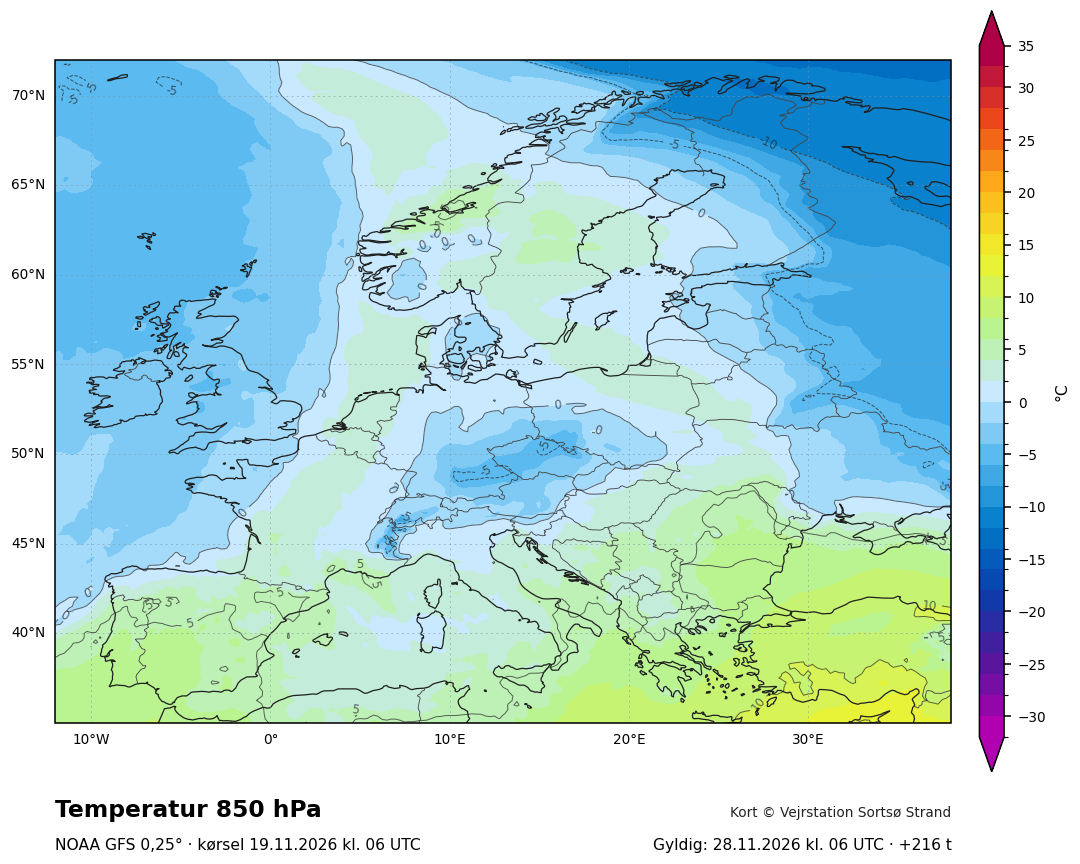 70°N
65°N
60°N
55°N
50°N
45°N
40°N
10°W 0° 10°E 20°E 30°E
35
30
25
20
15
10
5
0
−5
−10
−15
−20
−25
−30
°C
Temperatur 850 hPa
Kort © Vejrstation Sortsø Strand
NOAA GFS 0,25° · kørsel 19.11.2026 kl. 06 UTC
Gyldig: 28.11.2026 kl. 06 UTC · +216 t